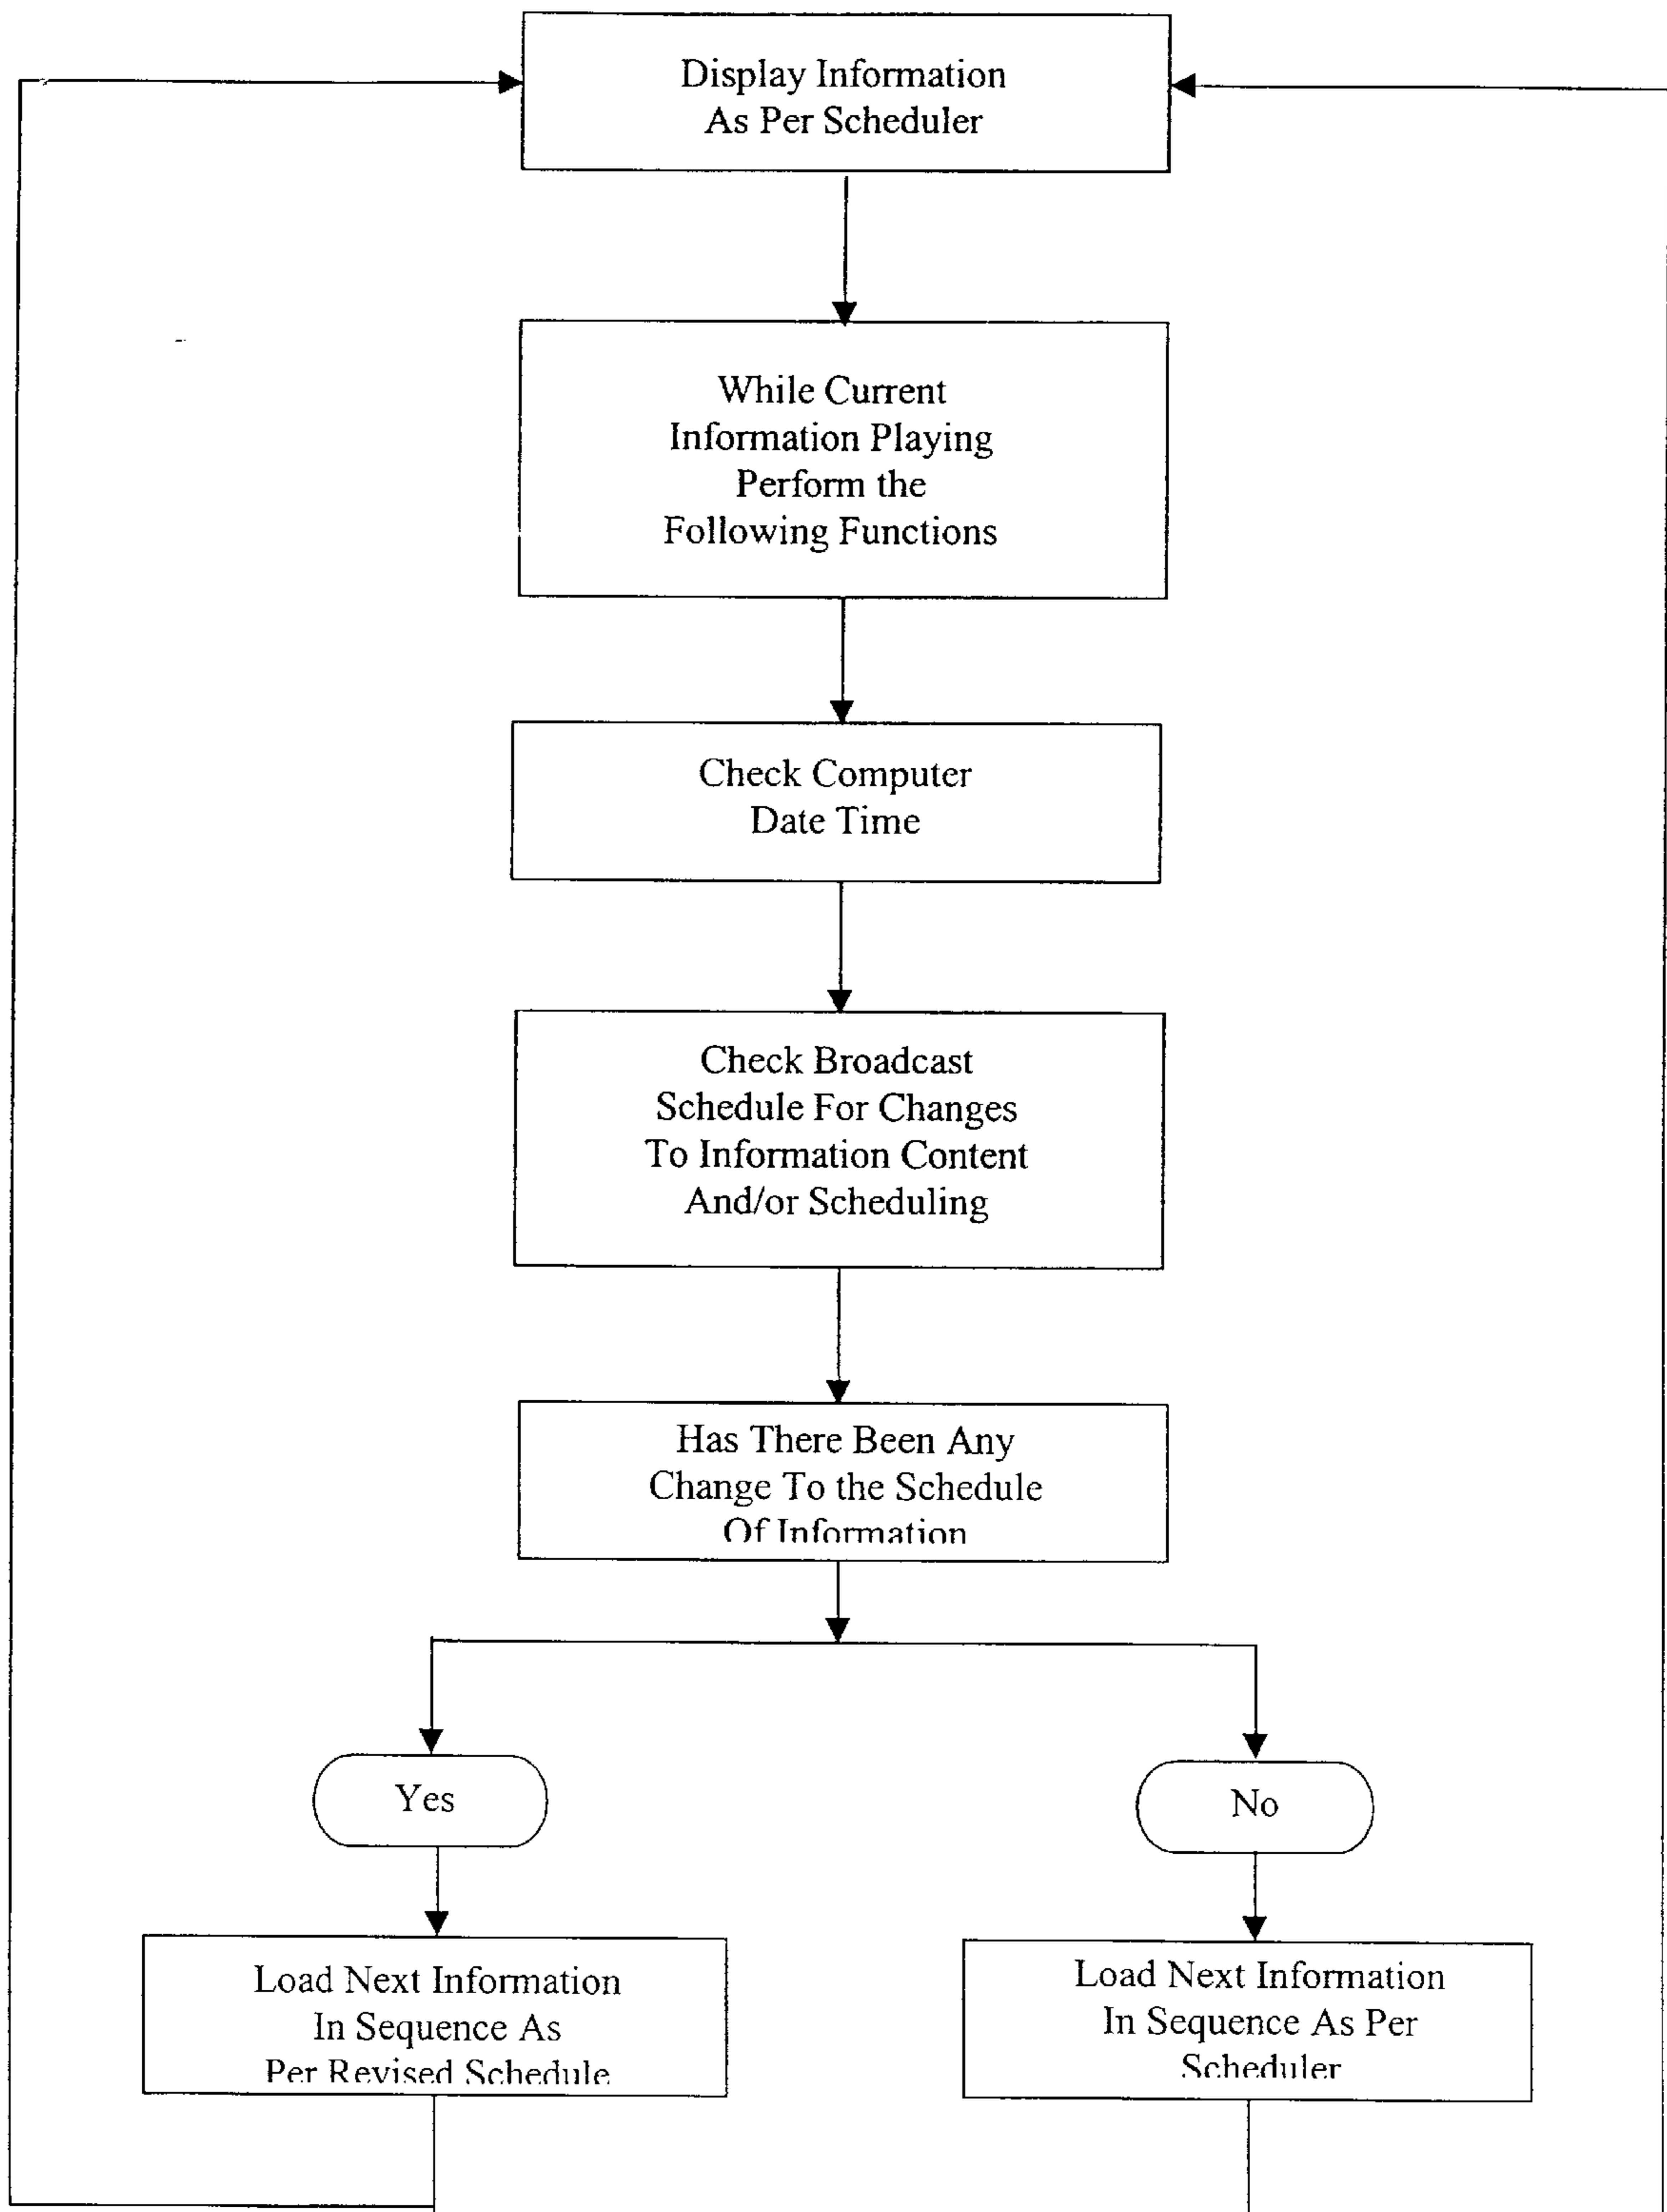 Display Information
As Per Scheduler
While Current
Information Playing
Perform the
Following Functions
Check Computer
Date Time
Check Broadcast
Schedule For Changes
To Information Content
And/or Scheduling
Has There Been Any
Change To the Schedule
Of Information
Yes
No
Load Next Information
In Sequence As
Per Revised Schedule
Load Next Information
In Sequence As Per
Scheduler